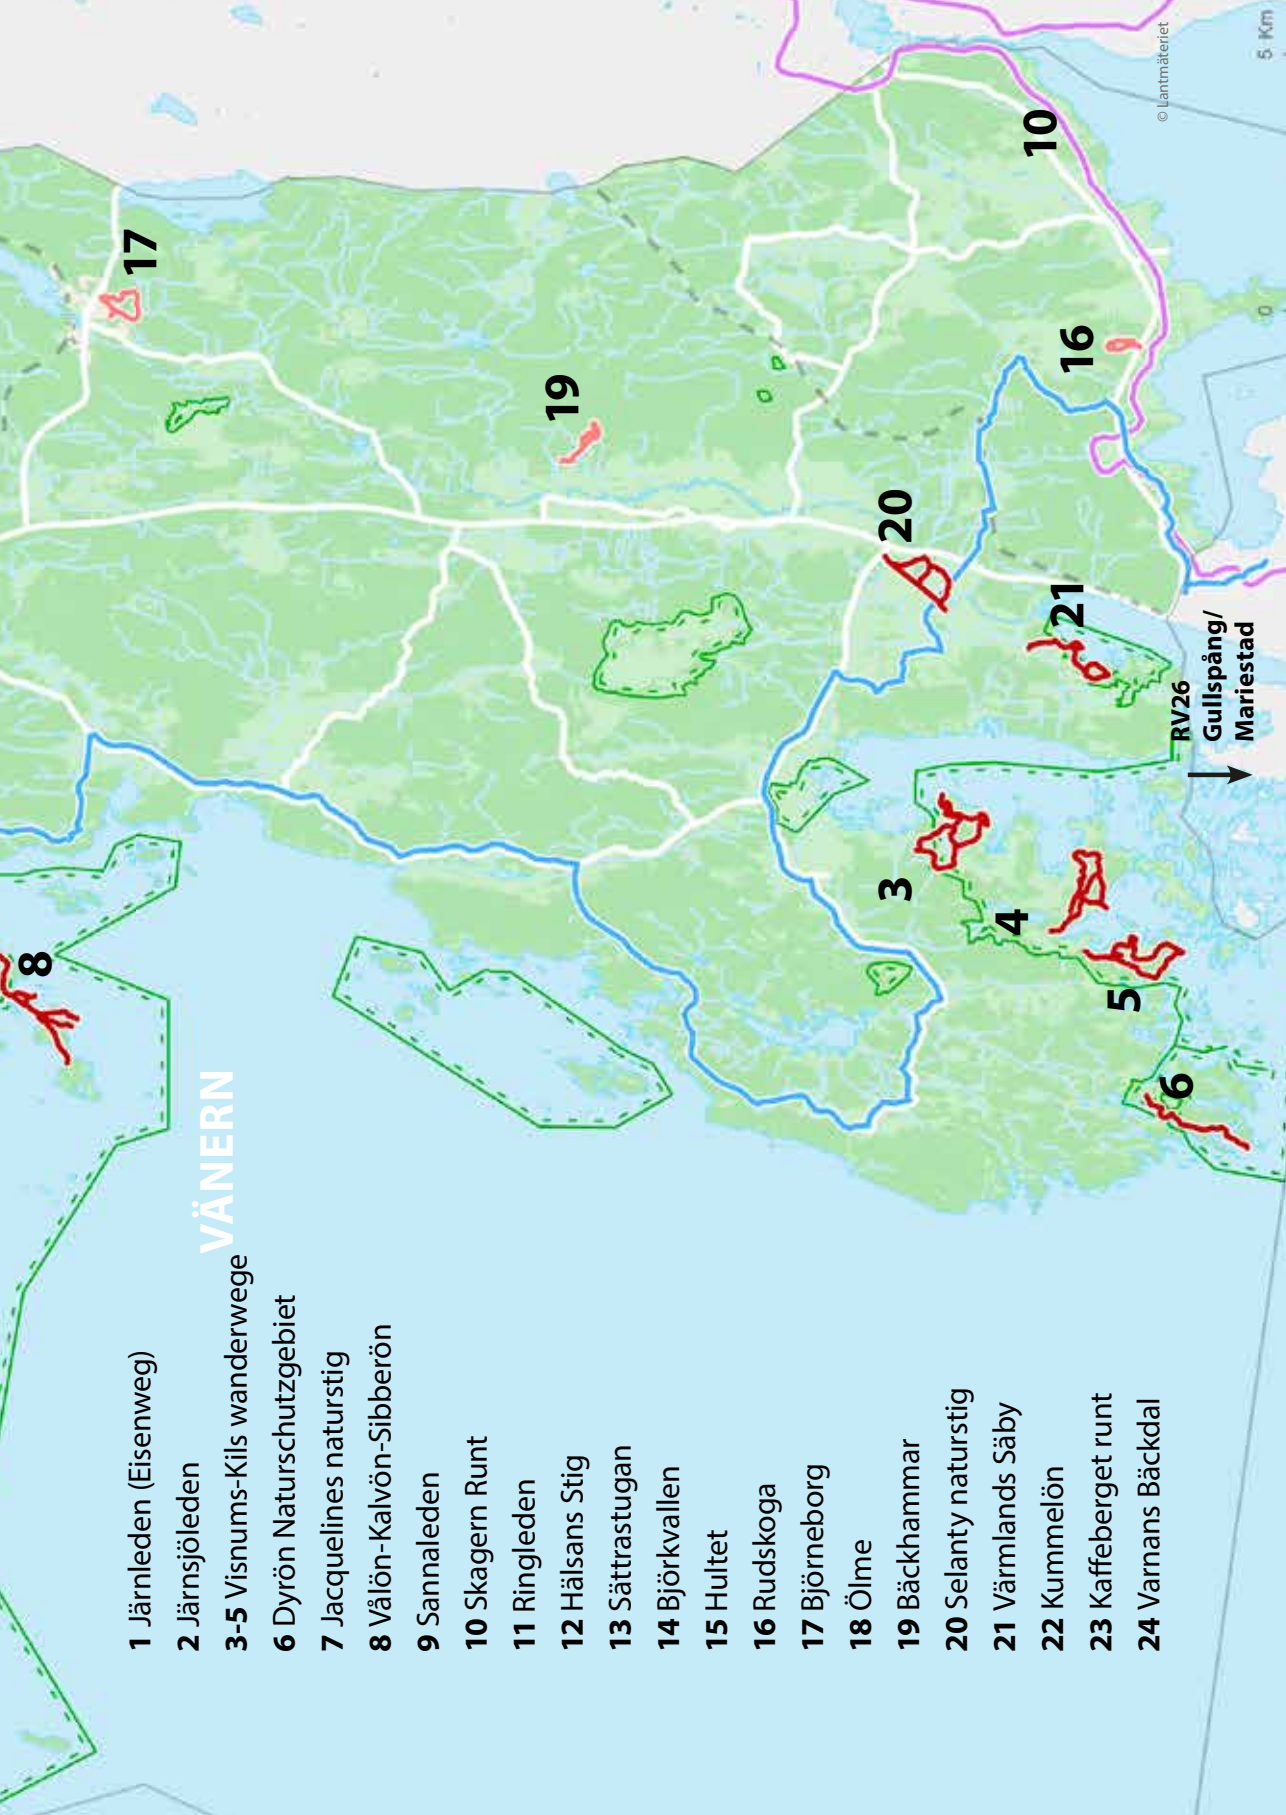 VÄNERN
1 Järnleden (Eisenweg)
2 Järnsjöleden
3-5 Visnums-Kils wanderwege
6 Dyrön Naturschutzgebiet
7 Jacquelines naturstig
8 Vålön-Kalvön-Sibberön
9 Sannaleden
10 Skagern Runt
11 Ringleden
12 Hälsans Stig
13 Sättrastugan
14 Björkvallen
15 Hultet
16 Rudskoga
17 Björneborg
18 Ölme
19 Bäckhammar
20 Selanty naturstig
21 Värmlands Säby
22 Kummelön
23 Kaffeberget runt
24 Varnans Bäckdal
8
17
19
3
20
4
21
16
10
5
6
RV26
Gullspång/
Mariestad
© Lantmäteriet
0
5 Km